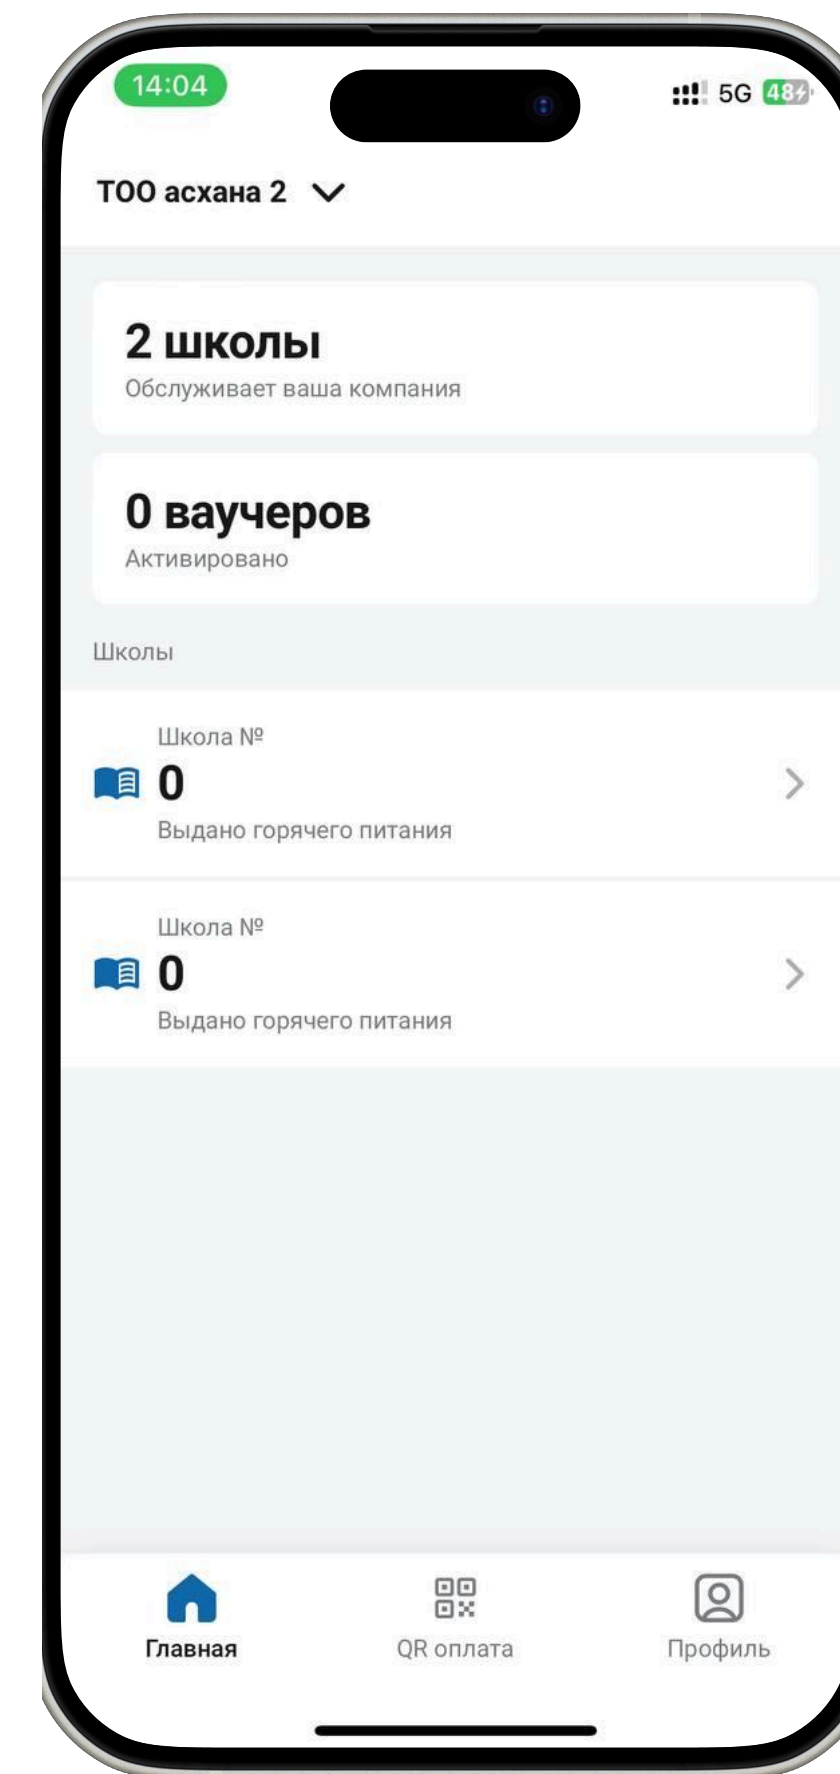 14:04
5G 48
ТОО асхана 2
2 школы
Обслуживает ваша компания
0 ваучеров
Активировано
Школы
Школа №
0
Выдано горячего питания
Школа №
0
Выдано горячего питания
Главная
QR оплата
Профиль